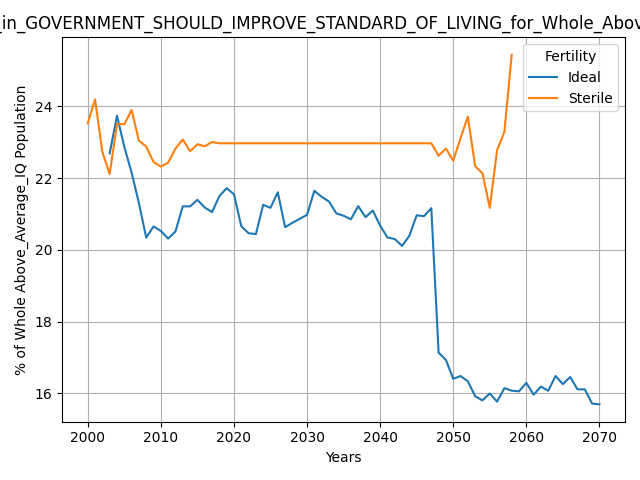 _in_GOVERNMENT_SHOULD_IMPROVE_STANDARD_OF_LIVING_for_Whole_Above
Fertility
Ideal
Sterile
% of Whole Above_Average_IQ Population
24
22
20
18
16
2000 2010 2020 2030 2040 2050 2060 2070
Years